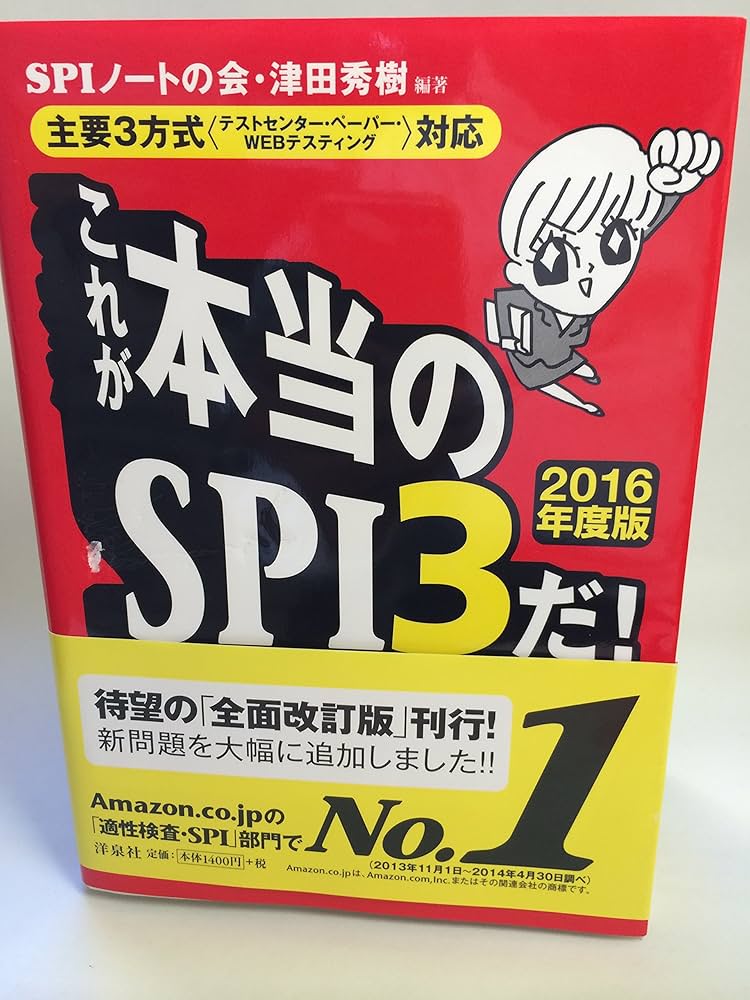 SPIノートの会・津田秀樹 編著
主要3方式〈テストセンター・ペーパー・WEBテスティング〉対応
これが
本当の
SPI3だ!
2016
年度版
待望の「全面改訂版」刊行!
新問題を大幅に追加しました!!
Amazon.co.jpの
「適性検査・SPI」部門で
No.1
洋泉社 定価:本体1400円+税
(2013年11月1日~2014年4月30日調べ)
Amazon.co.jpは、Amazon.com,Inc.またはその関連会社の商標です。